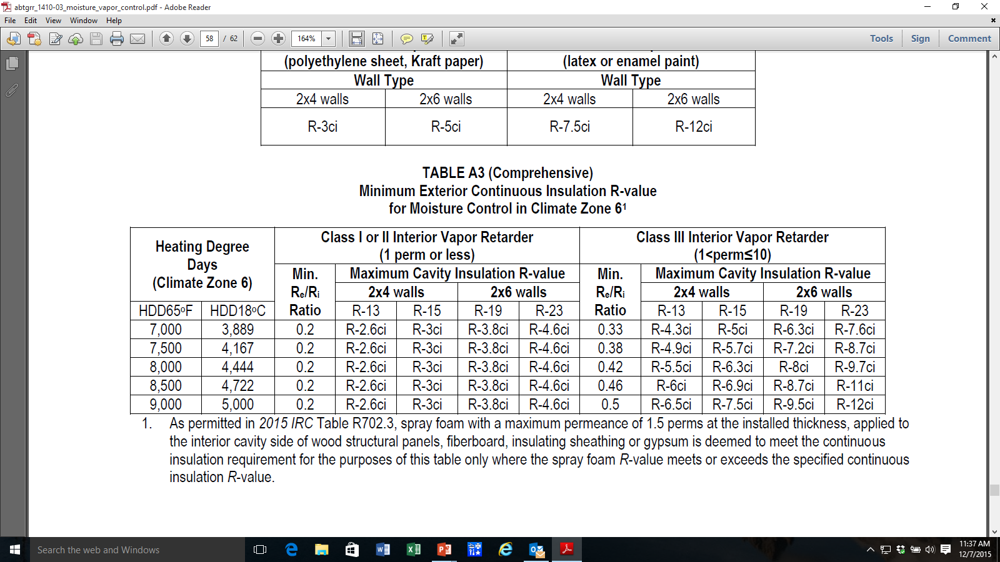 abtgrr_1410-03_moisture_vapor_control.pdf - Adobe Reader
File Edit View Window Help
58 / 62 164% Tools Sign Comment
(polyethylene sheet, Kraft paper) (latex or enamel paint)
Wall Type Wall Type
2x4 walls 2x6 walls 2x4 walls 2x6 walls
R-3ci R-5ci R-7.5ci R-12ci
TABLE A3 (Comprehensive)
Minimum Exterior Continuous Insulation R-value
for Moisture Control in Climate Zone 6¹
Heating Degree
Days
(Climate Zone 6)
Class I or II Interior Vapor Retarder
(1 perm or less)
Class III Interior Vapor Retarder
(1<perm≤10)
Min.
Re/Ri
Ratio
Maximum Cavity Insulation R-value
2x4 walls 2x6 walls
Min.
Re/Ri
Ratio
Maximum Cavity Insulation R-value
2x4 walls 2x6 walls
HDD65ºF HDD18ºC R-13 R-15 R-19 R-23 R-13 R-15 R-19 R-23
7,000 3,889 0.2 R-2.6ci R-3ci R-3.8ci R-4.6ci 0.33 R-4.3ci R-5ci R-6.3ci R-7.6ci
7,500 4,167 0.2 R-2.6ci R-3ci R-3.8ci R-4.6ci 0.38 R-4.9ci R-5.7ci R-7.2ci R-8.7ci
8,000 4,444 0.2 R-2.6ci R-3ci R-3.8ci R-4.6ci 0.42 R-5.5ci R-6.3ci R-8ci R-9.7ci
8,500 4,722 0.2 R-2.6ci R-3ci R-3.8ci R-4.6ci 0.46 R-6ci R-6.9ci R-8.7ci R-11ci
9,000 5,000 0.2 R-2.6ci R-3ci R-3.8ci R-4.6ci 0.5 R-6.5ci R-7.5ci R-9.5ci R-12ci
1. As permitted in 2015 IRC Table R702.3, spray foam with a maximum permeance of 1.5 perms at the installed thickness, applied to
the interior cavity side of wood structural panels, fiberboard, insulating sheathing or gypsum is deemed to meet the continuous
insulation requirement for the purposes of this table only where the spray foam R-value meets or exceeds the specified continuous
insulation R-value.
Search the web and Windows
11:37 AM
12/7/2015